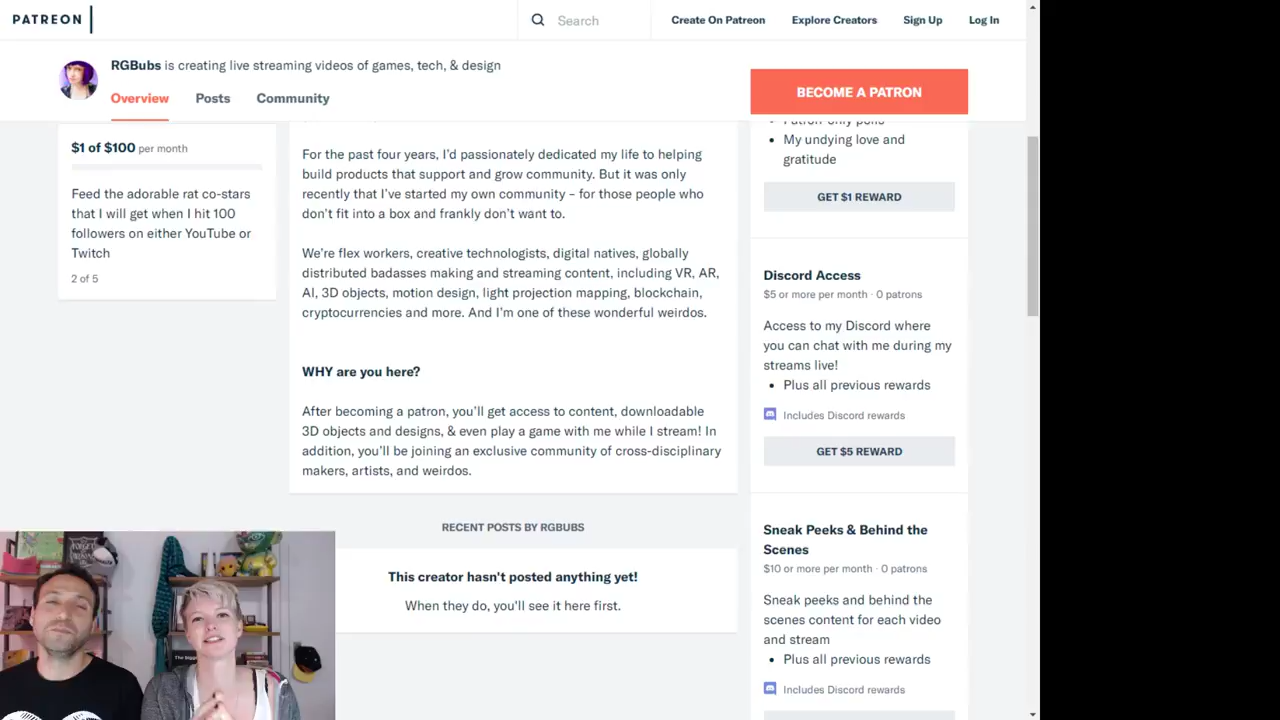 PATREON
Search
Create On Patreon
Explore Creators
Sign Up
Log In
RGBubs is creating live streaming videos of games, tech, & design
Overview
Posts
Community
BECOME A PATRON
$1 of $100 per month
Feed the adorable rat co-stars
that I will get when I hit 100
followers on either YouTube or
Twitch
2 of 5
For the past four years, I'd passionately dedicated my life to helping
build products that support and grow community. But it was only
recently that I've started my own community – for those people who
don't fit into a box and frankly don't want to.
We're flex workers, creative technologists, digital natives, globally
distributed badasses making and streaming content, including VR, AR,
AI, 3D objects, motion design, light projection mapping, blockchain,
cryptocurrencies and more. And I'm one of these wonderful weirdos.
WHY are you here?
After becoming a patron, you'll get access to content, downloadable
3D objects and designs, & even play a game with me while I stream! In
addition, you'll be joining an exclusive community of cross-disciplinary
makers, artists, and weirdos.
RECENT POSTS BY RGBUBS
This creator hasn't posted anything yet!
When they do, you'll see it here first.
Patron-only polls
My undying love and
gratitude
GET $1 REWARD
Discord Access
$5 or more per month · 0 patrons
Access to my Discord where
you can chat with me during my
streams live!
Plus all previous rewards
Includes Discord rewards
GET $5 REWARD
Sneak Peeks & Behind the
Scenes
$10 or more per month · 0 patrons
Sneak peeks and behind the
scenes content for each video
and stream
Plus all previous rewards
Includes Discord rewards